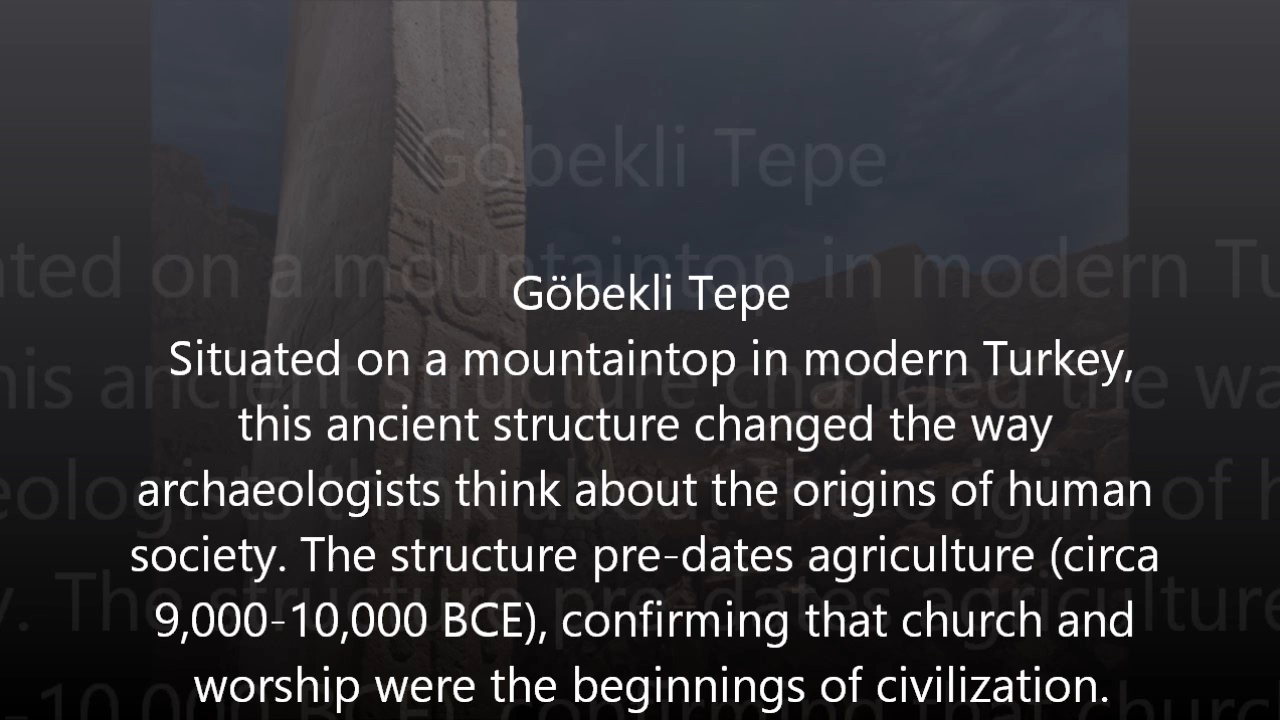 Göbekli Tepe
Situated on a mountaintop in modern Turkey,
this ancient structure changed the way
archaeologists think about the origins of human
society. The structure pre-dates agriculture (circa
9,000-10,000 BCE), confirming that church and
worship were the beginnings of civilization.